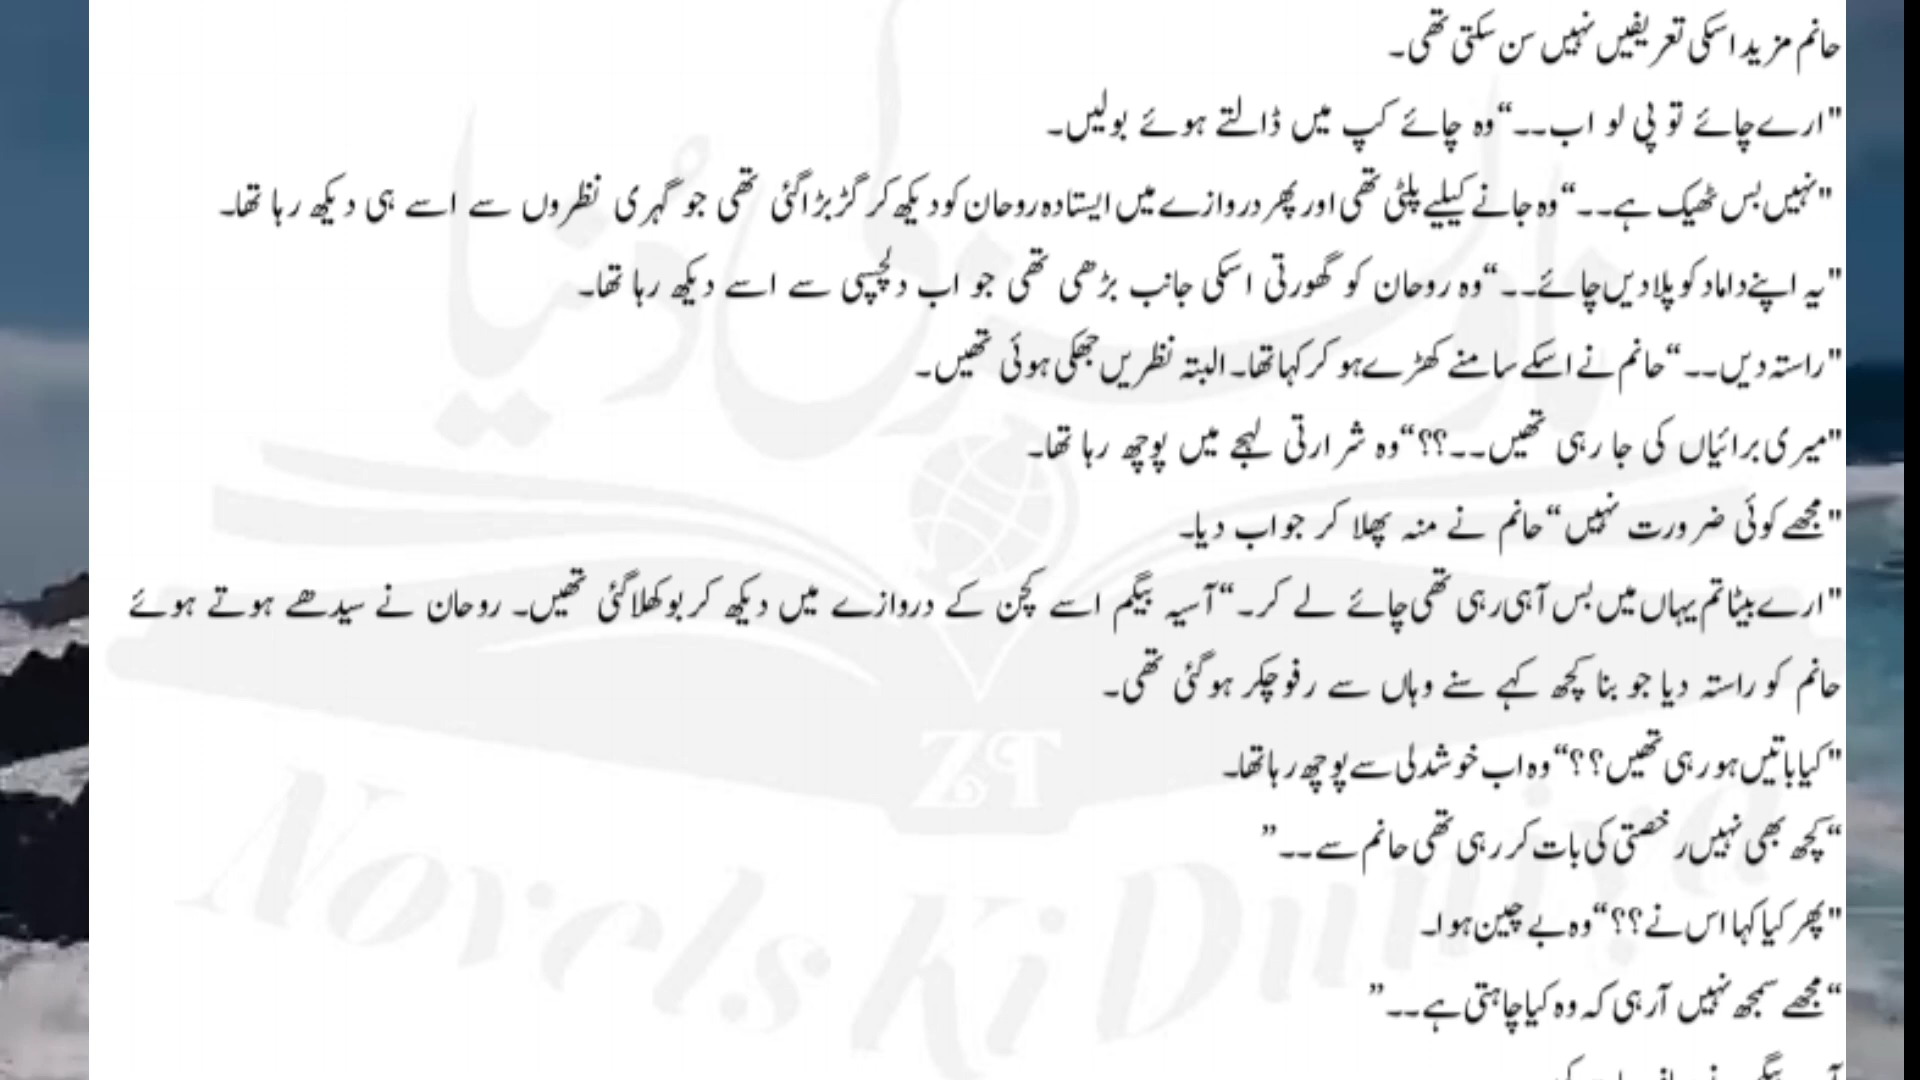 حانم مزید اسکی تعریفیں نہیں سن سکتی تھی۔
"ارے چائے تو پی لو اب۔۔“وہ چائے کپ میں ڈالتے ہوئے بولیں۔
"نہیں بس ٹھیک ہے۔۔“وہ جانے کیلیے پلٹی تھی اور پھر دروازے میں ایستادہ روحان کو دیکھ کر گڑبڑا گئی تھی جو گہری نظروں سے اسے ہی دیکھ رہا تھا۔
"یہ اپنے داماد کو پلا دیں چائے۔۔“وہ روحان کو گھورتی اسکی جانب بڑھی تھی جو اب دلچسپی سے اسے دیکھ رہا تھا۔
"راستہ دیں۔۔“حانم نے اسکے سامنے کھڑے ہو کر کہا تھا۔ البتہ نظریں جھکی ہوئی تھیں۔
"میری برائیاں کی جا رہی تھیں۔۔؟؟“وہ شرارتی لہجے میں پوچھ رہا تھا۔
"مجھے کوئی ضرورت نہیں“حانم نے منہ پھلا کر جواب دیا۔
"ارے بیٹا تم یہاں میں بس آہی رہی تھی چائے لے کر۔“آسیہ بیگم اسے کچن کے دروازے میں دیکھ کر بوکھلا گئی تھیں۔ روحان نے سیدھے ہوتے ہوئے
حانم کو راستہ دیا جو بنا کچھ کہے سنے وہاں سے رفوچکر ہوگئی تھی۔
"کیا باتیں ہو رہی تھیں؟؟“وہ اب خوشدلی سے پوچھ رہا تھا۔
“کچھ بھی نہیں رخصتی کی بات کر رہی تھی حانم سے۔۔”
"پھر کیا کہا اس نے؟؟“وہ بے چین ہوا۔
“مجھے سمجھ نہیں آرہی کہ وہ کیا چاہتی ہے۔۔”
ناولز کی دُنیا
ZT
Novels Ki Duniya